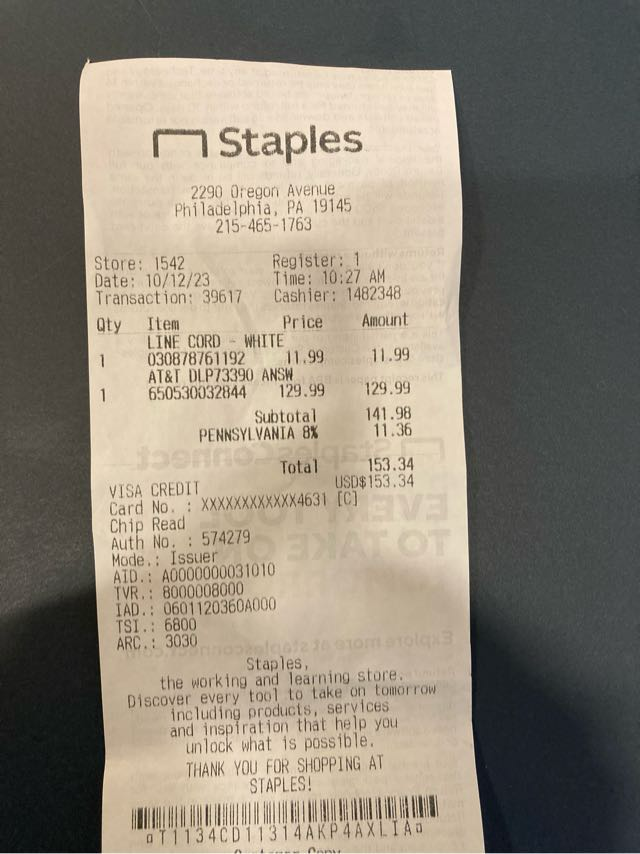 Staples
2290 Oregon Avenue
Philadelphia, PA 19145
215-465-1763
Store: 1542 Register: 1
Date: 10/12/23 Time: 10:27 AM
Transaction: 39617 Cashier: 1482348
Qty Item Price Amount
LINE CORD - WHITE
1 030878761192 11.99 11.99
AT&T DLP73390 ANSW
1 650530032844 129.99 129.99
Subtotal 141.98
PENNSYLVANIA 8% 11.36
Total 153.34
VISA CREDIT USD$153.34
Card No. : XXXXXXXXXXXX4631 [C]
Chip Read
Auth No. : 574279
Mode.: Issuer
AID.: A0000000031010
TVR.: 8000008000
IAD.: 0601120360A000
TSI.: 6800
ARC.: 3030
Staples,
the working and learning store.
Discover every tool to take on tomorrow
including products, services
and inspiration that help you
unlock what is possible.
THANK YOU FOR SHOPPING AT
STAPLES!
T1134CD11314AKP4AXLIA